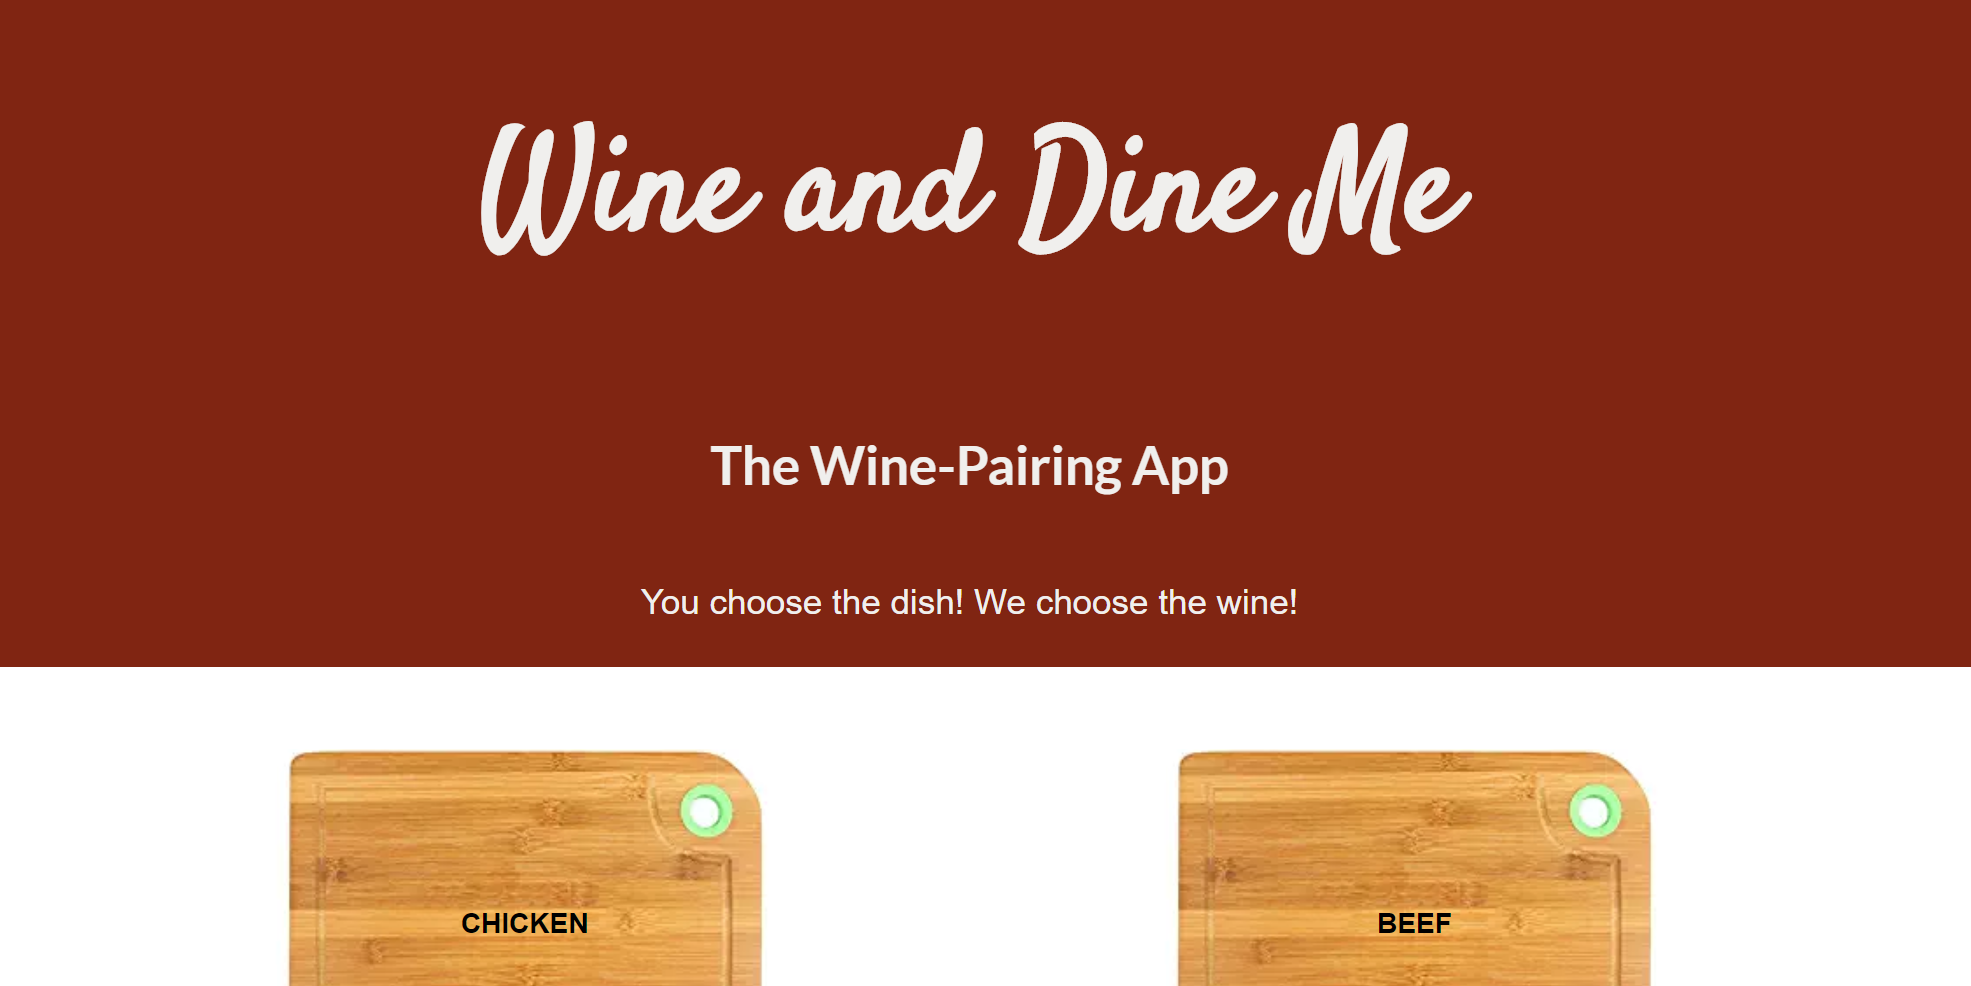 Wine and Dine Me
The Wine-Pairing App
You choose the dish! We choose the wine!
CHICKEN
BEEF